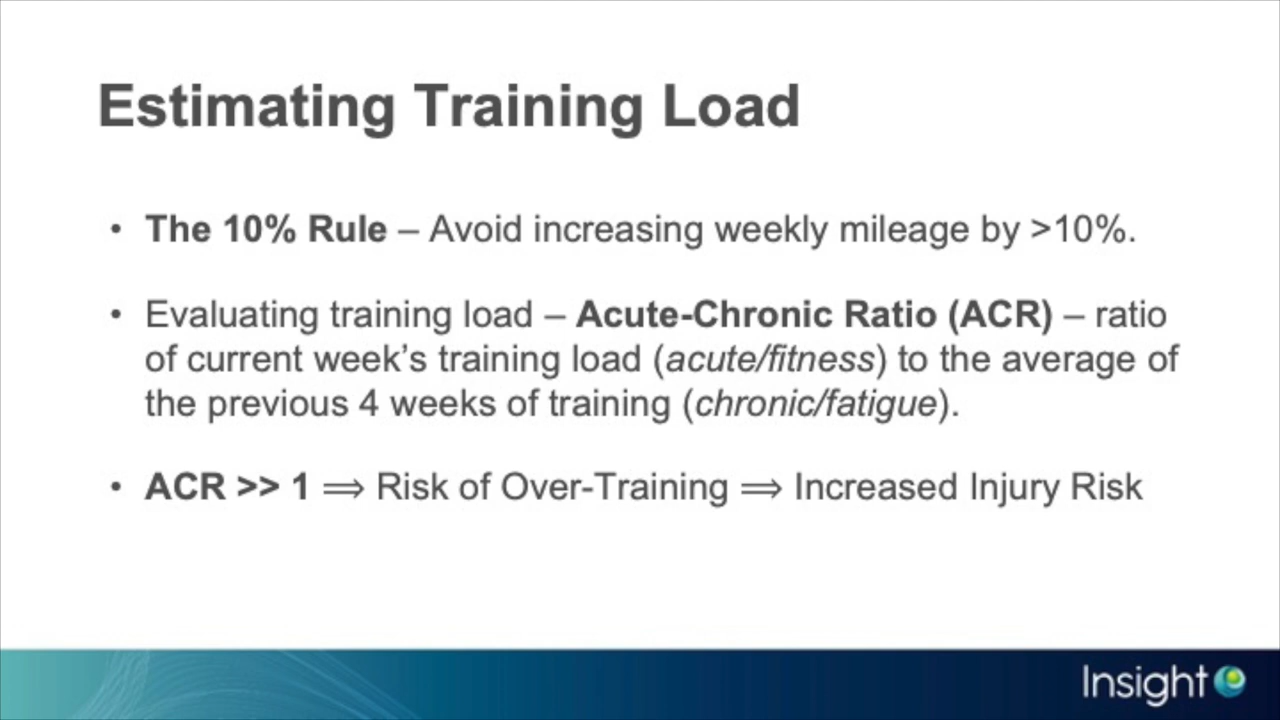 Estimating Training Load
• The 10% Rule – Avoid increasing weekly mileage by >10%.
• Evaluating training load – Acute-Chronic Ratio (ACR) – ratio
of current week’s training load (acute/fitness) to the average of
the previous 4 weeks of training (chronic/fatigue).
• ACR >> 1 ⟹ Risk of Over-Training ⟹ Increased Injury Risk
Insight